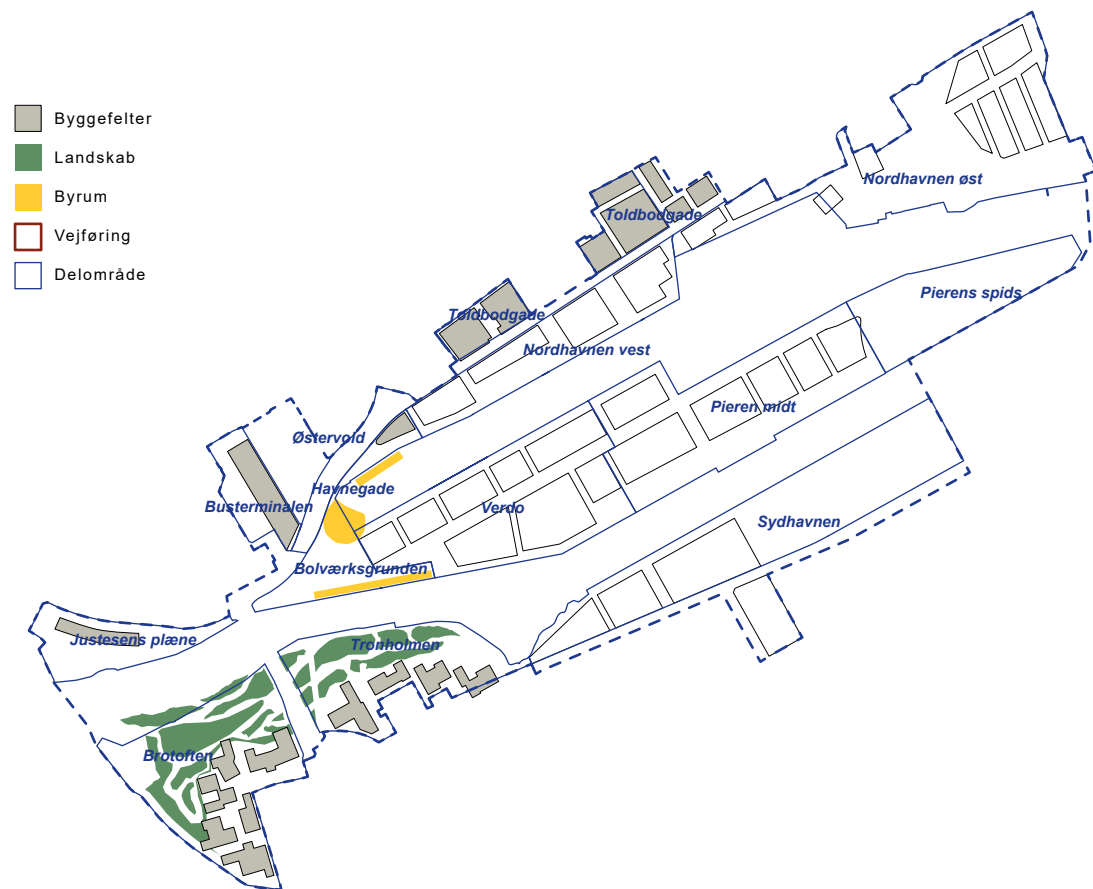 Byggefelter
Landskab
Byrum
Vejføring
Delområde
Nordhavnen øst
Toldbodgade
Pierens spids
Toldbodgade
Nordhavnen vest
Pieren midt
Østervold
Havnegade
Busterminalen
Verdo
Sydhavnen
Bolværksgrunden
Justesens plæne
Tronholmen
Brotoften